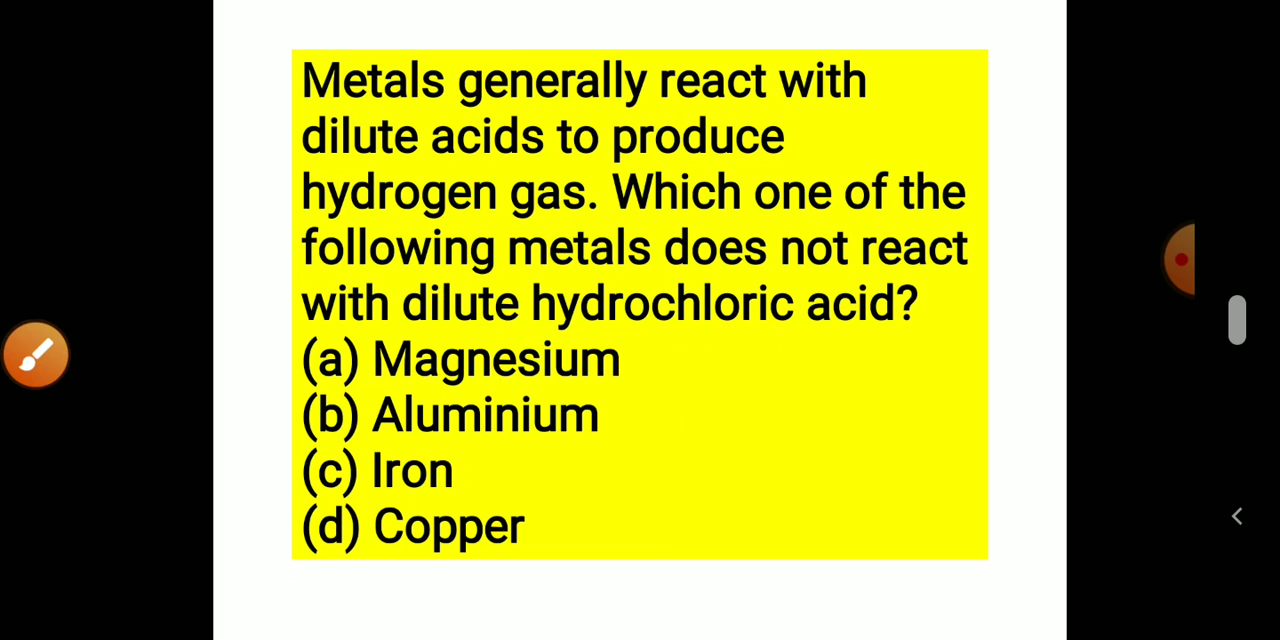 Metals generally react with
dilute acids to produce
hydrogen gas. Which one of the
following metals does not react
with dilute hydrochloric acid?
(a) Magnesium
(b) Aluminium
(c) Iron
(d) Copper